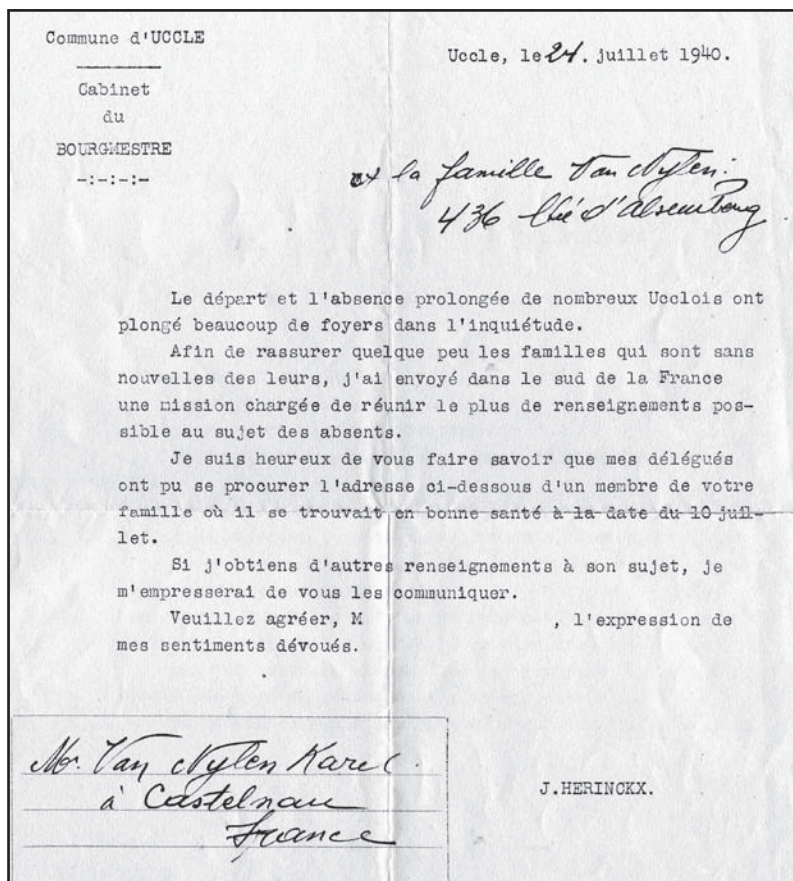 Commune d'UCCLE
Cabinet
du
BOURGMESTRE
-:-:-:-
Uccle, le 24. juillet 1940.
la famille Van Nylen.
436 Chée d'Alsemberg
Le départ et l'absence prolongée de nombreux Ucclois ont
plongé beaucoup de foyers dans l'inquiétude.
Afin de rassurer quelque peu les familles qui sont sans
nouvelles des leurs, j'ai envoyé dans le sud de la France
une mission chargée de réunir le plus de renseignements pos-
sible au sujet des absents.
Je suis heureux de vous faire savoir que mes délégués
ont pu se procurer l'adresse ci-dessous d'un membre de votre
famille où il se trouvait en bonne santé à la date du 10 juil-
let.
Si j'obtiens d'autres renseignements à son sujet, je
m'empresserai de vous les communiquer.
Veuillez agréer, M , l'expression de
mes sentiments dévoués.
Mr. Van Nylen Karel.
à Castelnau
France
J.HERINCKX.